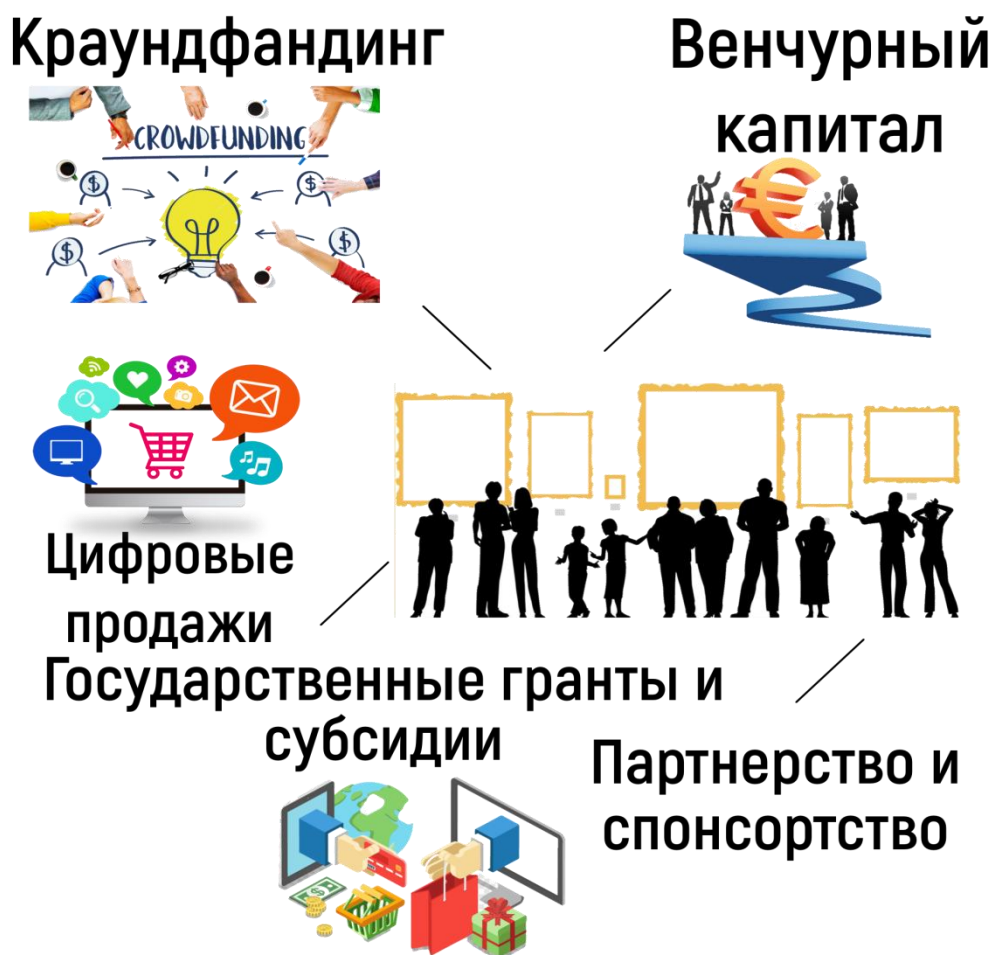 Краундфандинг
CROWDFUNDING
Венчурный
капитал
Цифровые
продажи
Государственные гранты и
субсидии
Партнерство и
спонсортство